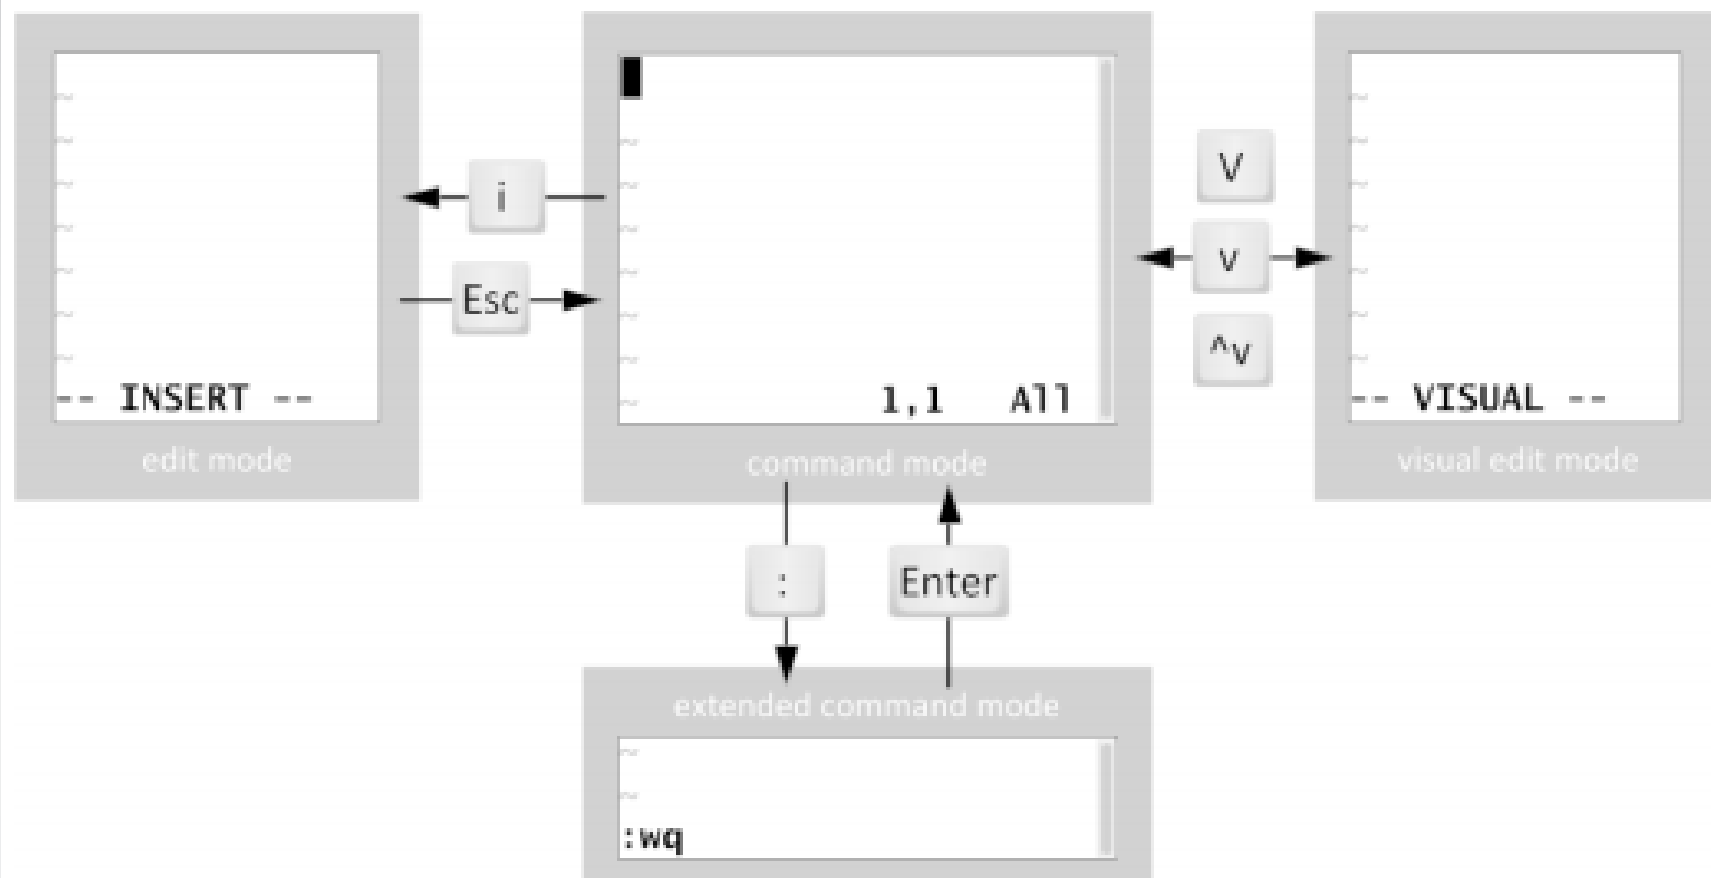 i
Esc
-- INSERT --
edit mode
1,1 All
command mode
V
v
^v
-- VISUAL --
visual edit mode
:
Enter
extended command mode
~
~
:wq